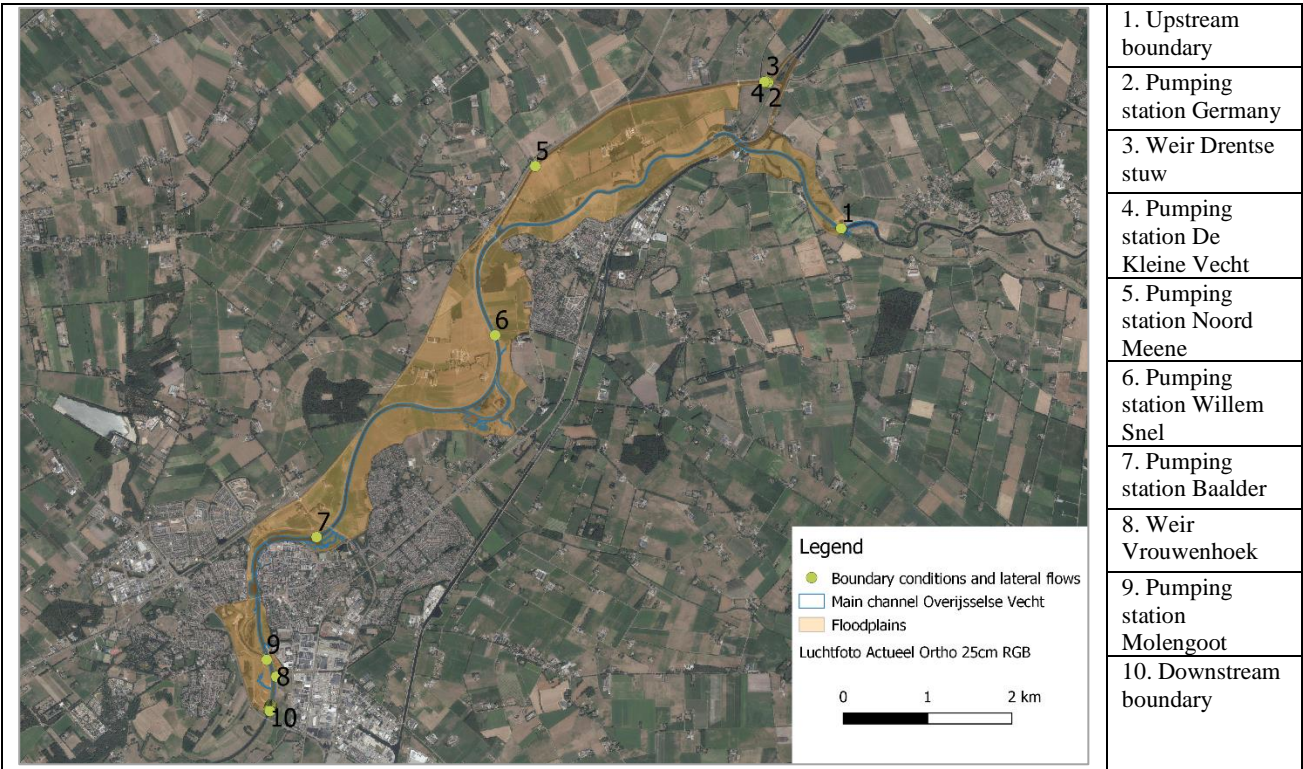 3
4
2
5
1
6
7
9
8
10
Legend
Boundary conditions and lateral flows
Main channel Overijsselse Vecht
Floodplains
Luchtfoto Actueel Ortho 25cm RGB
0 1 2 km
1. Upstream
boundary
2. Pumping
station Germany
3. Weir Drentse
stuw
4. Pumping
station De
Kleine Vecht
5. Pumping
station Noord
Meene
6. Pumping
station Willem
Snel
7. Pumping
station Baalder
8. Weir
Vrouwenhoek
9. Pumping
station
Molengoot
10. Downstream
boundary